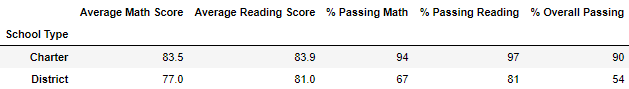 Average Math Score Average Reading Score % Passing Math % Passing Reading % Overall Passing
School Type
Charter 83.5 83.9 94 97 90
District 77.0 81.0 67 81 54